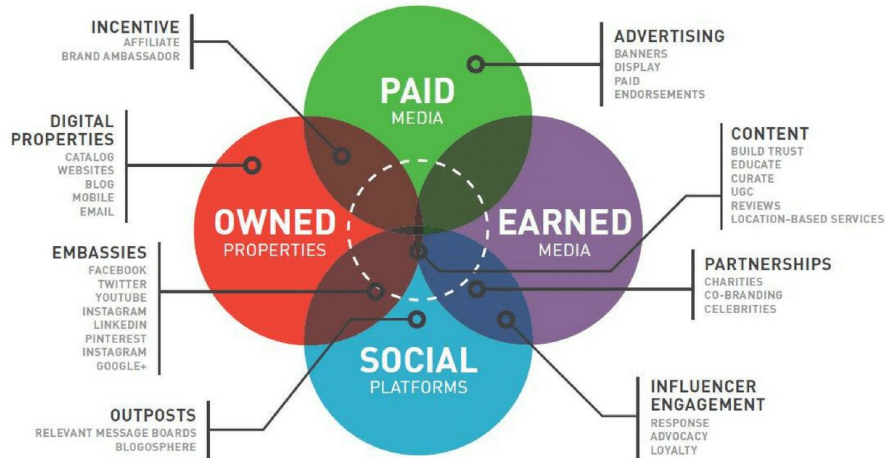 INCENTIVE
AFFILIATE
BRAND AMBASSADOR
ADVERTISING
BANNERS
DISPLAY
PAID
ENDORSEMENTS
PAID
MEDIA
DIGITAL
PROPERTIES
CATALOG
WEBSITES
BLOG
MOBILE
EMAIL
CONTENT
BUILD TRUST
EDUCATE
CURATE
UGC
REVIEWS
LOCATION-BASED SERVICES
OWNED
PROPERTIES
EARNED
MEDIA
EMBASSIES
FACEBOOK
TWITTER
YOUTUBE
INSTAGRAM
LINKEDIN
PINTEREST
INSTAGRAM
GOOGLE+
PARTNERSHIPS
CHARITIES
CO-BRANDING
CELEBRITIES
SOCIAL
PLATFORMS
OUTPOSTS
RELEVANT MESSAGE BOARDS
BLOGOSPHERE
INFLUENCER
ENGAGEMENT
RESPONSE
ADVOCACY
LOYALTY